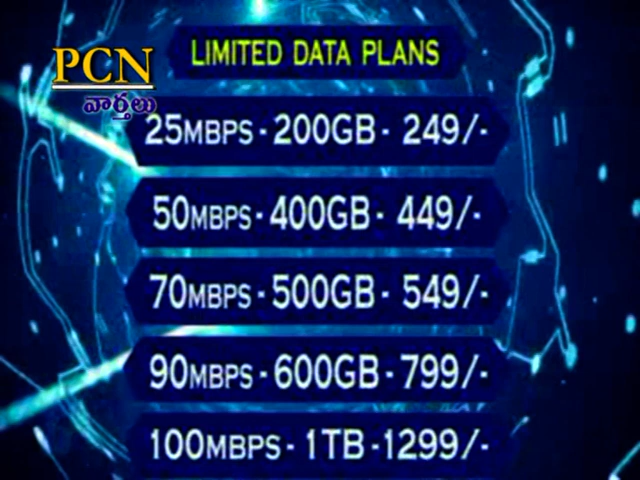 PCN
వార్తలు
LIMITED DATA PLANS
25MBPS - 200GB - 249/-
50MBPS - 400GB - 449/-
70MBPS - 500GB - 549/-
90MBPS - 600GB - 799/-
100MBPS - 1TB -1299/-